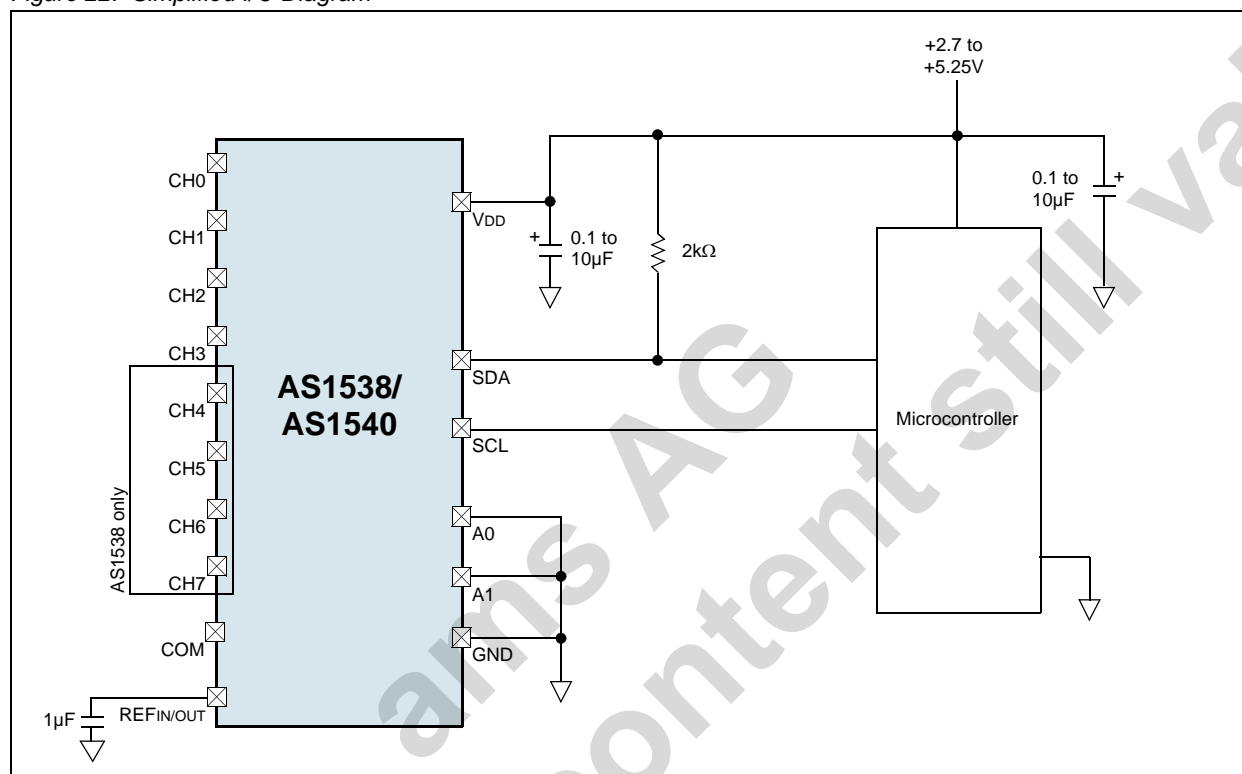 Figure 22. Simplified I/O Diagram
+2.7 to
+5.25V
CH0
CH1
CH2
CH3
CH4
CH5
CH6
CH7
AS1538 only
COM
REFIN/OUT
1µF
AS1538/
AS1540
VDD
+
0.1 to
10µF
2kΩ
SDA
SCL
A0
A1
GND
Microcontroller
0.1 to
10µF
+
ams AG
content still va